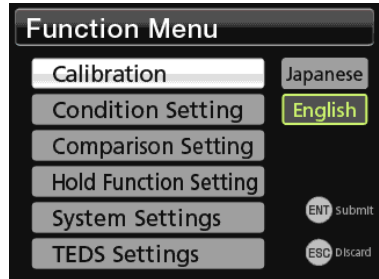 Function Menu
Calibration
Japanese
Condition Setting
English
Comparison Setting
Hold Function Setting
System Settings
ENT Submit
TEDS Settings
ESC Discard